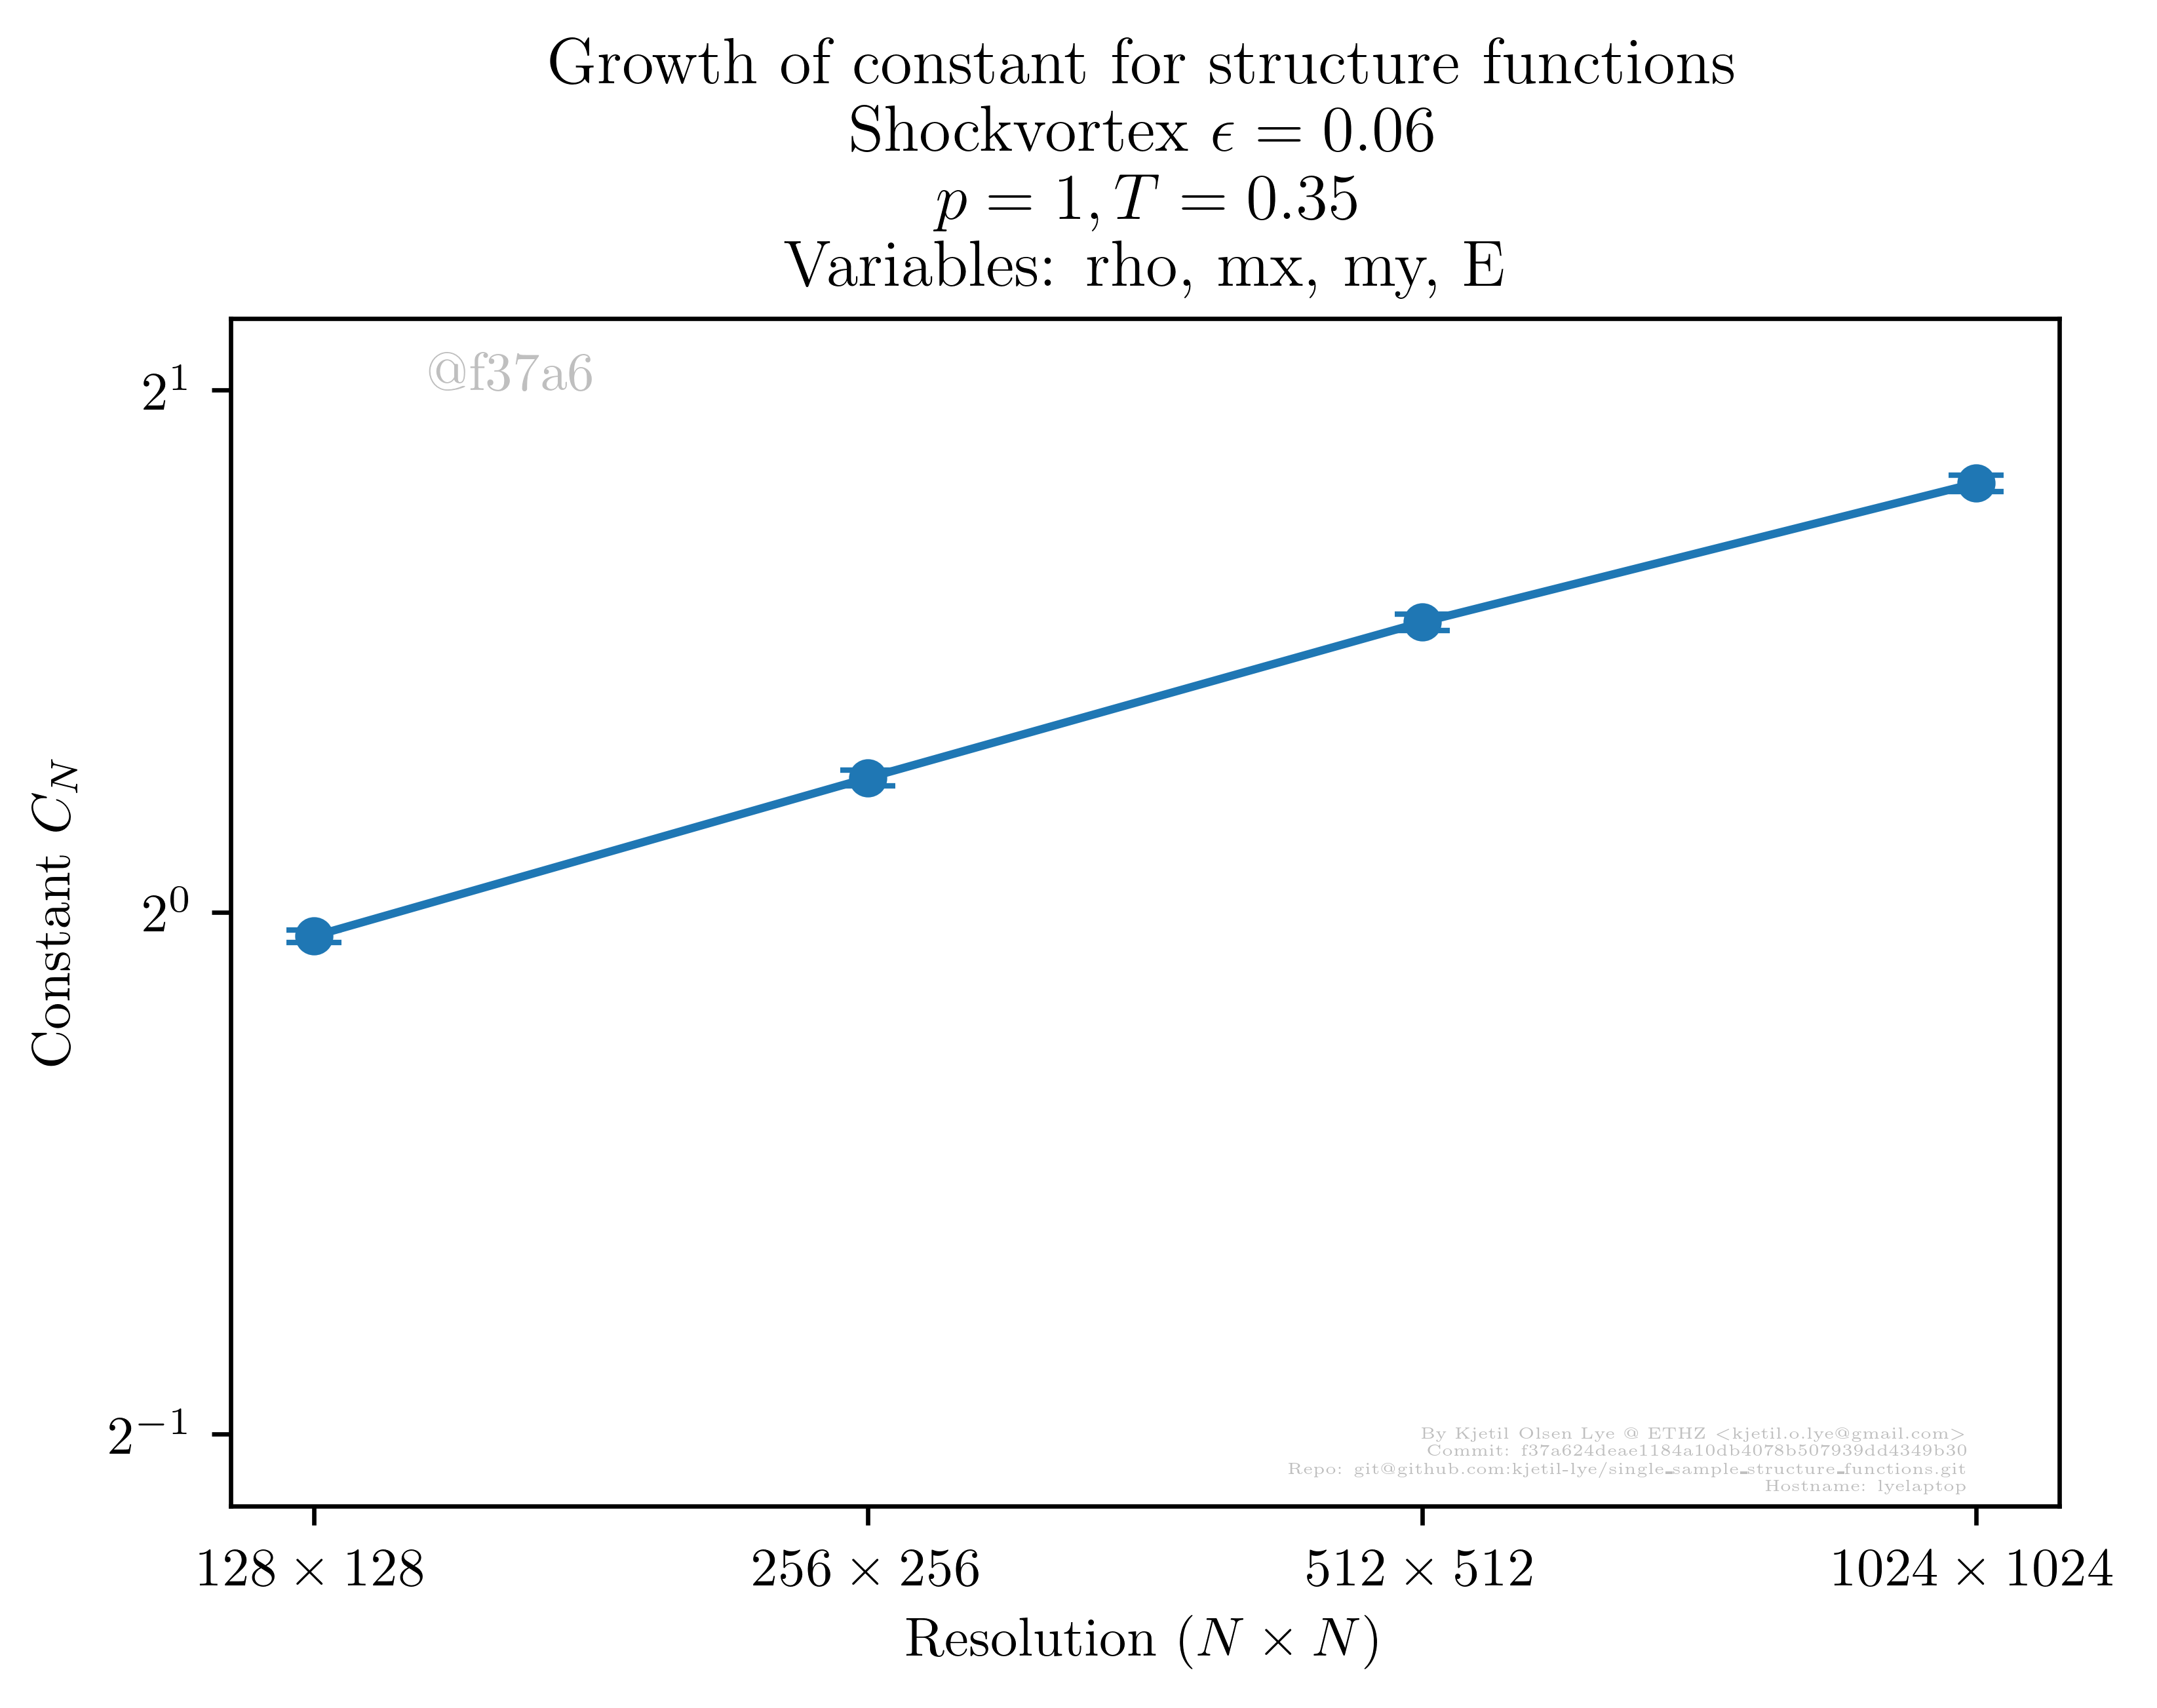 Growth of constant for structure functions
Shockvortex ϵ = 0.06
p = 1, T = 0.35
Variables: rho, mx, my, E
@f37a6
2¹
2⁰
2⁻¹
Constant C_N
By Kjetil Olsen Lye @ ETHZ <kjetil.o.lye@gmail.com>
Commit: f37a624deae1184a10db4078b507939dd4349b30
Repo: git@github.com:kjetil-lye/single_sample_structure_functions.git
Hostname: lyelaptop
128 × 128
256 × 256
512 × 512
1024 × 1024
Resolution (N × N)